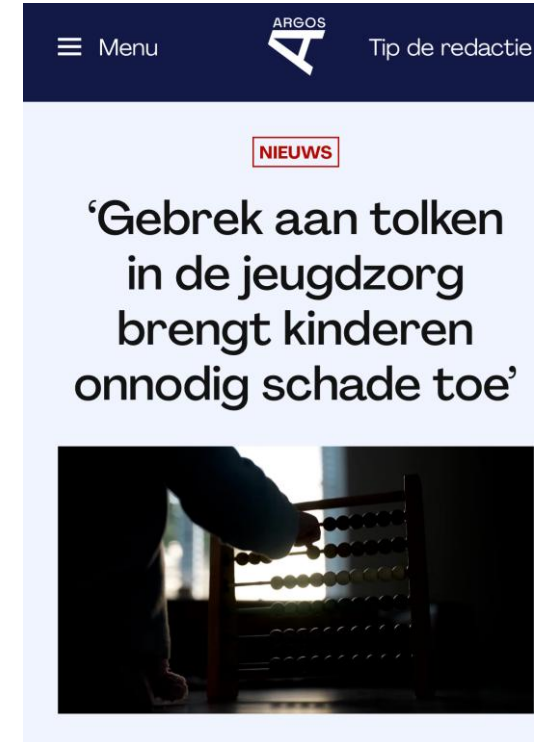 Menu
ARGOS
Tip de redactie
NIEUWS
‘Gebrek aan tolken
in de jeugdzorg
brengt kinderen
onnodig schade toe’